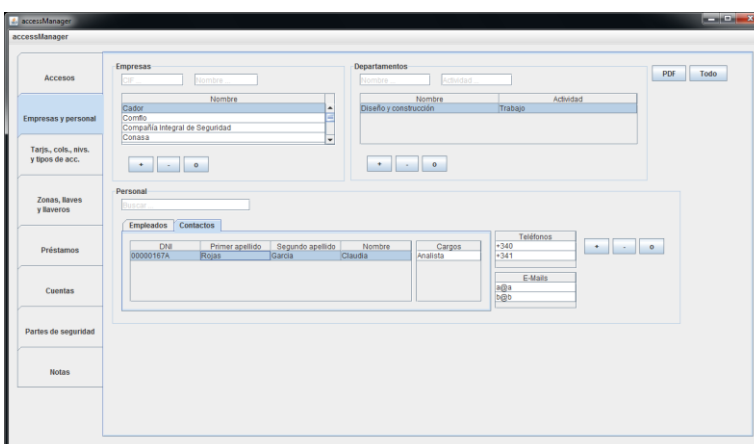 accessManager
accessManager
Accesos
Empresas y personal
Tarjs., cols., nivs.
y tipos de acc.
Zonas, llaves
y llaveros
Préstamos
Cuentas
Partes de seguridad
Notas
Empresas
CIF... Nombre...
Nombre
Cador
Comflo
Compañía Integral de Seguridad
Conasa
+ - o
Departamentos
Nombre... Actividad...
Nombre Actividad
Diseño y construcción Trabajo
+ - o
PDF Todo
Personal
Buscar...
Empleados Contactos
DNI Primer apellido Segundo apellido Nombre
00000167A Rojas Garcia Claudia
Cargos
Analista
Teléfonos
+340
+341
E-Mails
a@a
b@b
+ - o